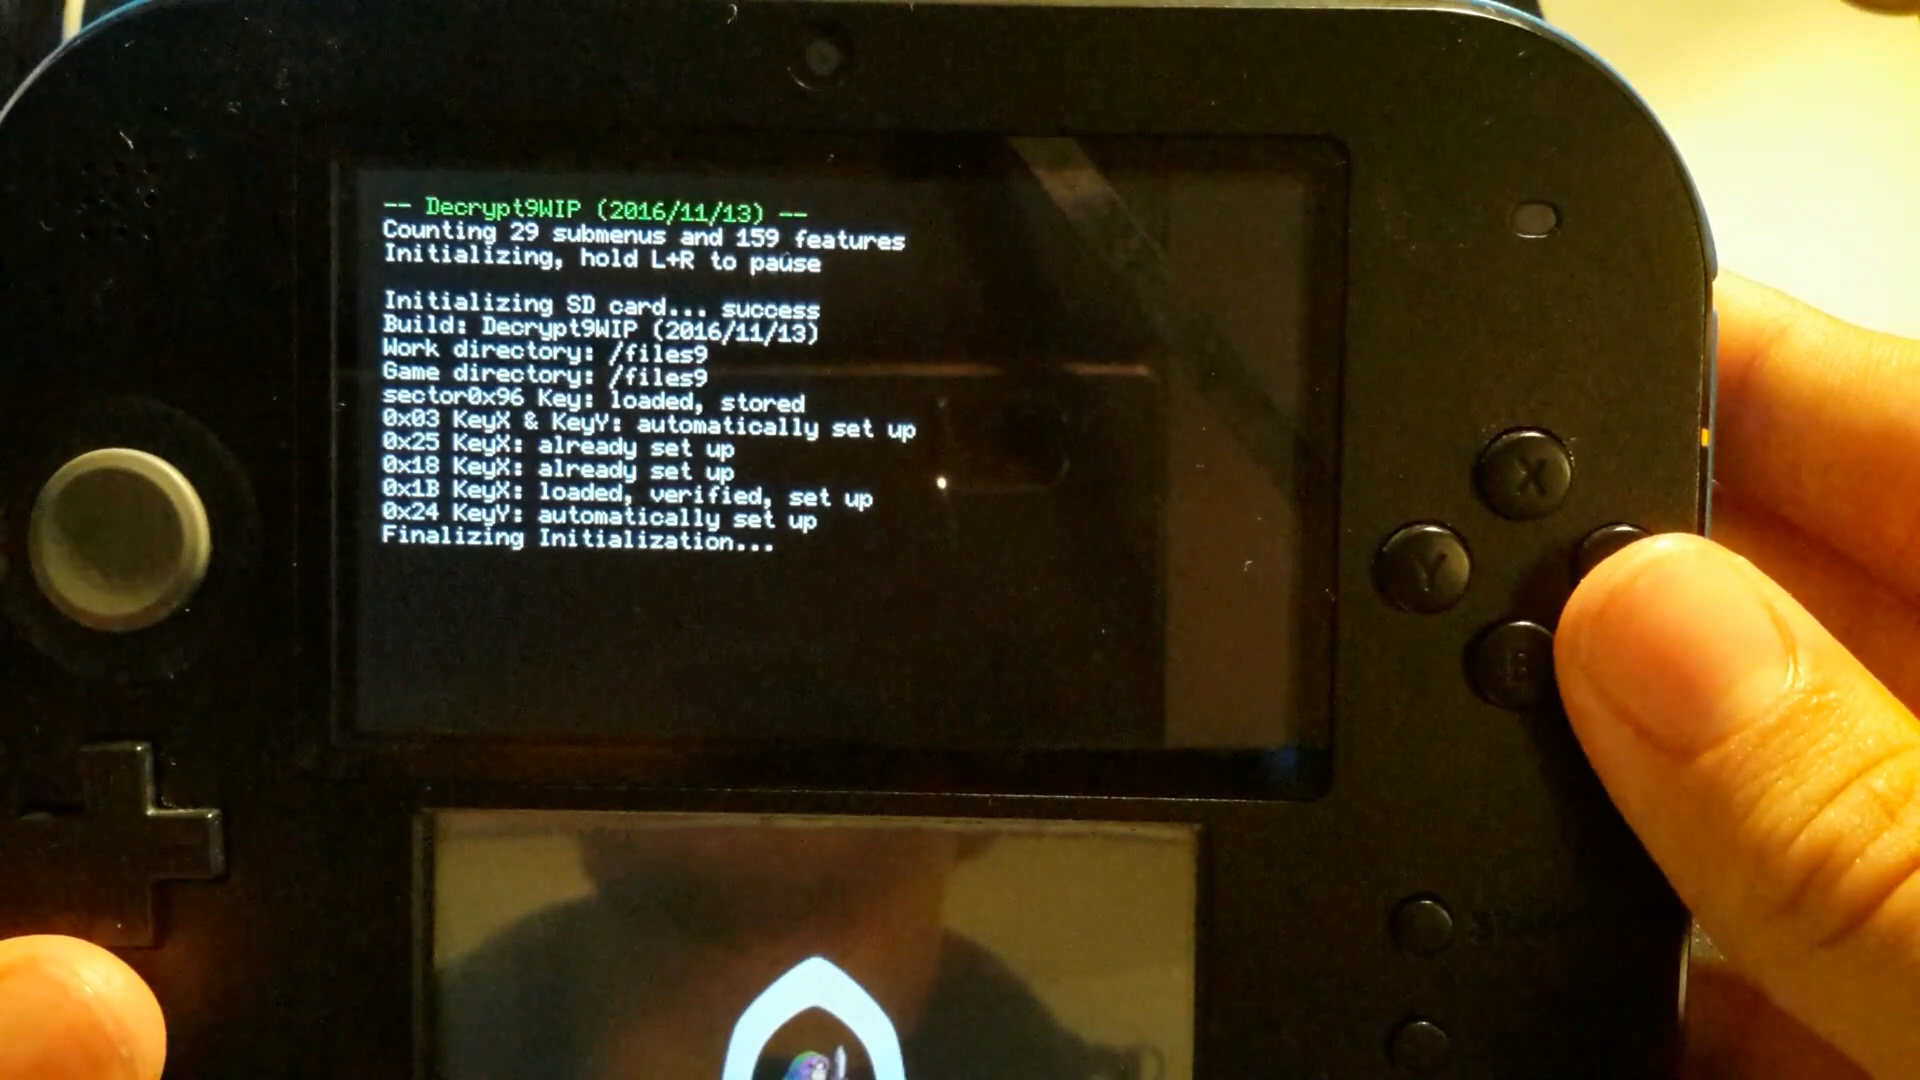 -- Decrypt9WIP (2016/11/13) --
Counting 29 submenus and 159 features
Initializing, hold L+R to pause
Initializing SD card... success
Build: Decrypt9WIP (2016/11/13)
Work directory: /files9
Game directory: /files9
sector0x96 Key: loaded, stored
0x03 KeyX & KeyY: automatically set up
0x25 KeyX: already set up
0x18 KeyX: already set up
0x1B KeyX: loaded, verified, set up
0x24 KeyY: automatically set up
Finalizing Initialization...
X
Y
B